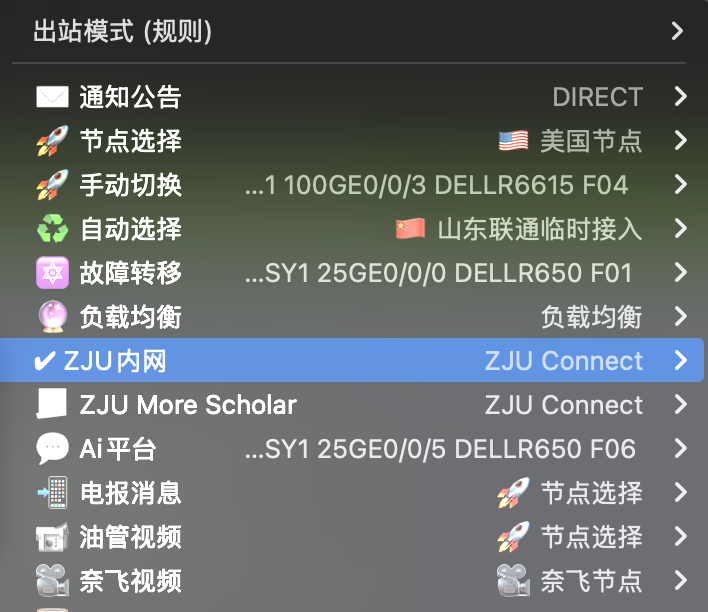 出站模式 (规则)
通知公告 DIRECT
节点选择 美国节点
手动切换 ...1 100GE0/0/3 DELLR6615 F04
自动选择 山东联通临时接入
故障转移 ...SY1 25GE0/0/0 DELLR650 F01
负载均衡 负载均衡
✔ ZJU内网 ZJU Connect
ZJU More Scholar ZJU Connect
Ai平台 ...SY1 25GE0/0/5 DELLR650 F06
电报消息 节点选择
油管视频 节点选择
奈飞视频 奈飞节点